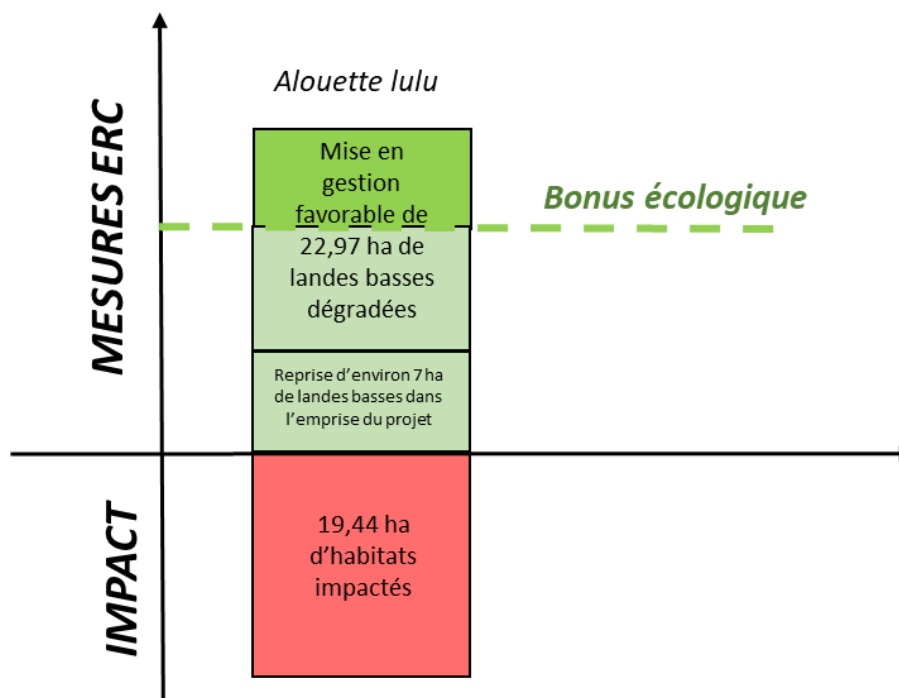 MESURES ERC
IMPACT
Alouette lulu
Mise en
gestion
favorable de
22,97 ha de
landes basses
dégradées
Bonus écologique
Reprise d’environ 7 ha
de landes basses dans
l’emprise du projet
19,44 ha
d’habitats
impactés